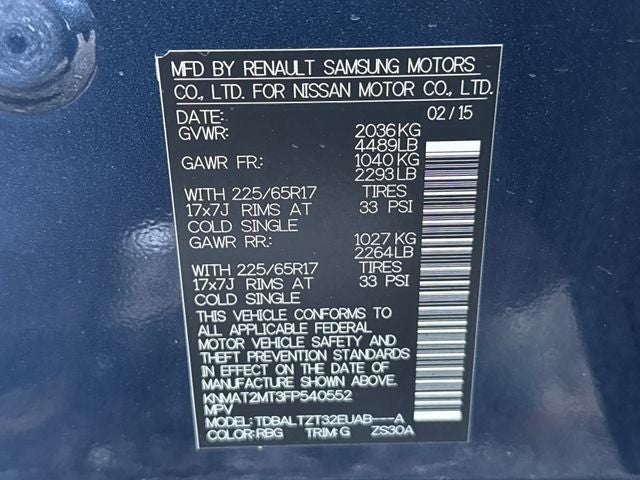 MFD BY RENAULT SAMSUNG MOTORS
CO., LTD. FOR NISSAN MOTOR CO., LTD.
DATE: 02/15
GVWR: 2036KG
4489LB
GAWR FR: 1040KG
2293LB
WITH 225/65R17 TIRES
17x7J RIMS AT 33 PSI
COLD SINGLE
GAWR RR: 1027 KG
2264LB
WITH 225/65R17 TIRES
17x7J RIMS AT 33 PSI
COLD SINGLE
THIS VEHICLE CONFORMS TO
ALL APPLICABLE FEDERAL
MOTOR VEHICLE SAFETY AND
THEFT PREVENTION STANDARDS
IN EFFECT ON THE DATE OF
MANUFACTURE SHOWN ABOVE.
KNMAT2MT3FP540552
MPV
MODEL:TDBALTZT32EUAB---A
COLOR:RBG TRIM:G ZS30A